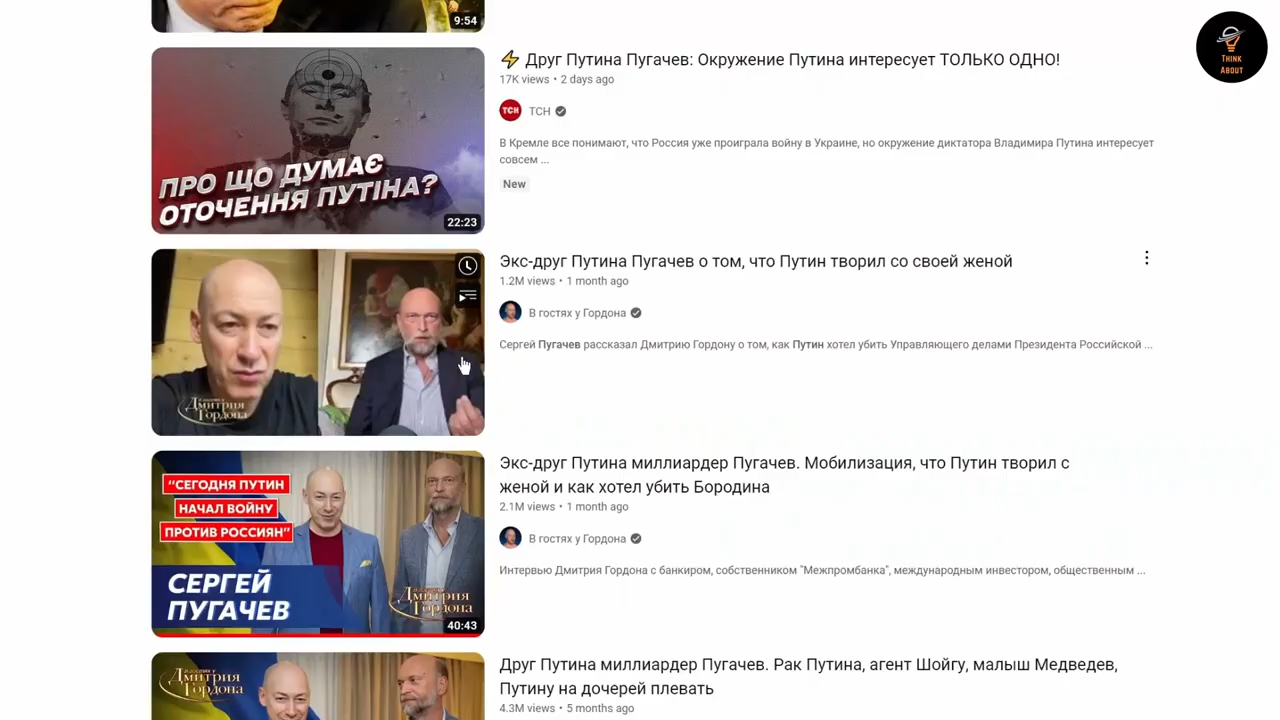 9:54
THINK
ABOUT
⚡ Друг Путина Пугачев: Окружение Путина интересует ТОЛЬКО ОДНО!
17K views • 2 days ago
ТСН
ТСН
В Кремле все понимают, что Россия уже проиграла войну в Украине, но окружение диктатора Владимира Путина интересует
совсем ...
New
ПРО ЩО ДУМАЄ
ОТОЧЕННЯ ПУТІНА?
22:23
Экс-друг Путина Пугачев о том, что Путин творил со своей женой
1.2M views • 1 month ago
В гостях у Гордона
Сергей Пугачев рассказал Дмитрию Гордону о том, как Путин хотел убить Управляющего делами Президента Российской ...
Дмитрия
Гордона
Экс-друг Путина миллиардер Пугачев. Мобилизация, что Путин творил с
женой и как хотел убить Бородина
2.1M views • 1 month ago
В гостях у Гордона
Интервью Дмитрия Гордона с банкиром, собственником "Межпромбанка", международным инвестором, общественным ...
“СЕГОДНЯ ПУТИН
НАЧАЛ ВОЙНУ
ПРОТИВ РОССИЯН”
СЕРГЕЙ
ПУГАЧЕВ
Дмитрия
Гордона
40:43
Друг Путина миллиардер Пугачев. Рак Путина, агент Шойгу, малыш Медведев,
Путину на дочерей плевать
4.3M views • 5 months ago
Дмитрия
Гордона